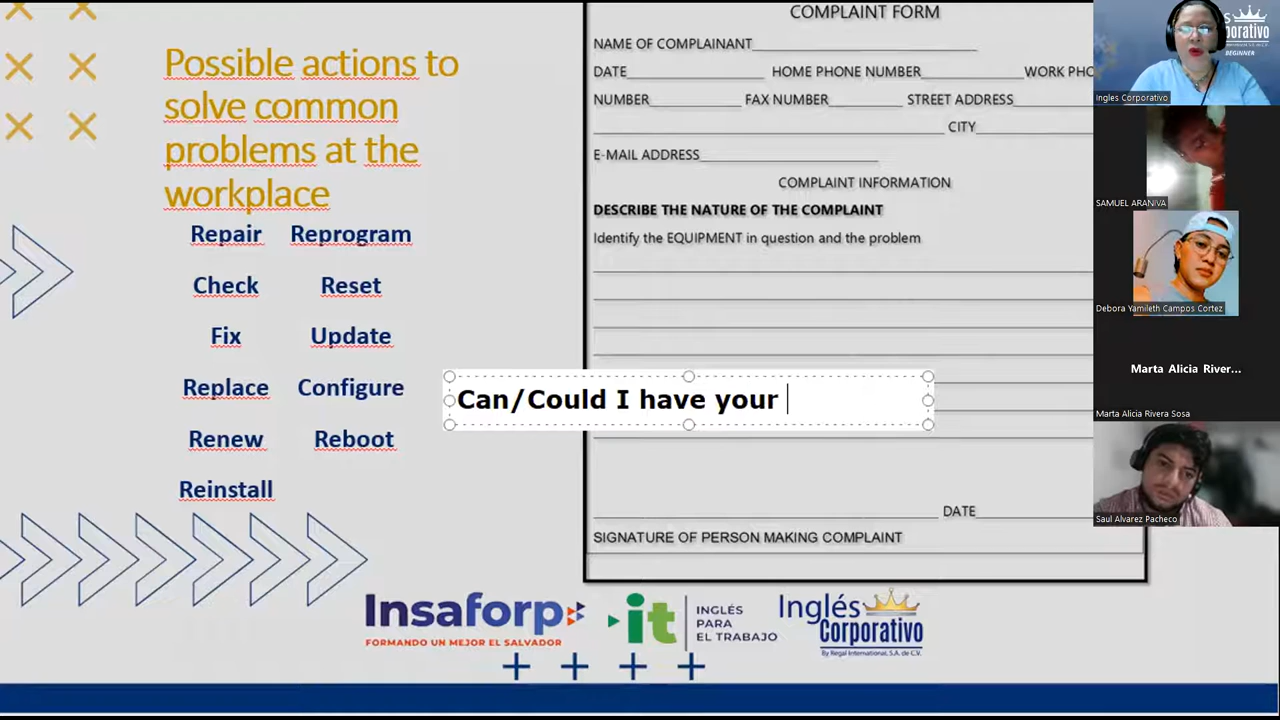 Possible actions to
solve common
problems at the
workplace
Repair Reprogram
Check Reset
Fix Update
Replace Configure
Renew Reboot
Reinstall
COMPLAINT FORM
NAME OF COMPLAINANT
DATE HOME PHONE NUMBER WORK PHO
NUMBER FAX NUMBER STREET ADDRESS
CITY
E-MAIL ADDRESS
COMPLAINT INFORMATION
DESCRIBE THE NATURE OF THE COMPLAINT
Identify the EQUIPMENT in question and the problem
Can/Could I have your
DATE
SIGNATURE OF PERSON MAKING COMPLAINT
Insaforp
FORMANDO UN MEJOR EL SALVADOR
it
INGLÉS
PARA
EL TRABAJO
Inglés
Corporativo
By Regal International, S.A. de C.V.
BEGINNER
Ingles Corporativo
SAMUEL ARANIVA
Debora Yamileth Campos Cortez
Marta Alicia River...
Marta Alicia Rivera Sosa
Saul Alvarez Pacheco